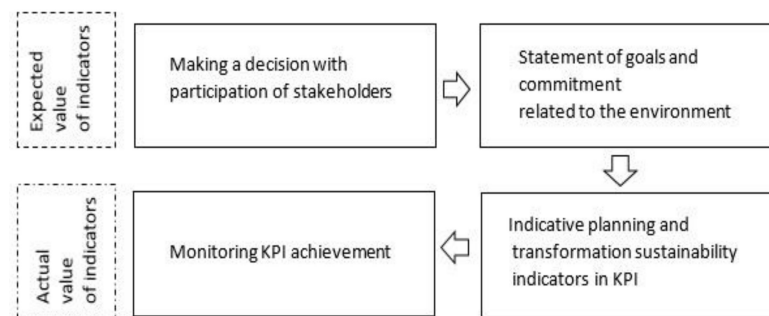 Expected
value
of indicators
Making a decision with
participation of stakeholders
Statement of goals and
commitment
related to the environment
Actual
value
of indicators
Monitoring KPI achievement
Indicative planning and
transformation sustainability
indicators in KPI